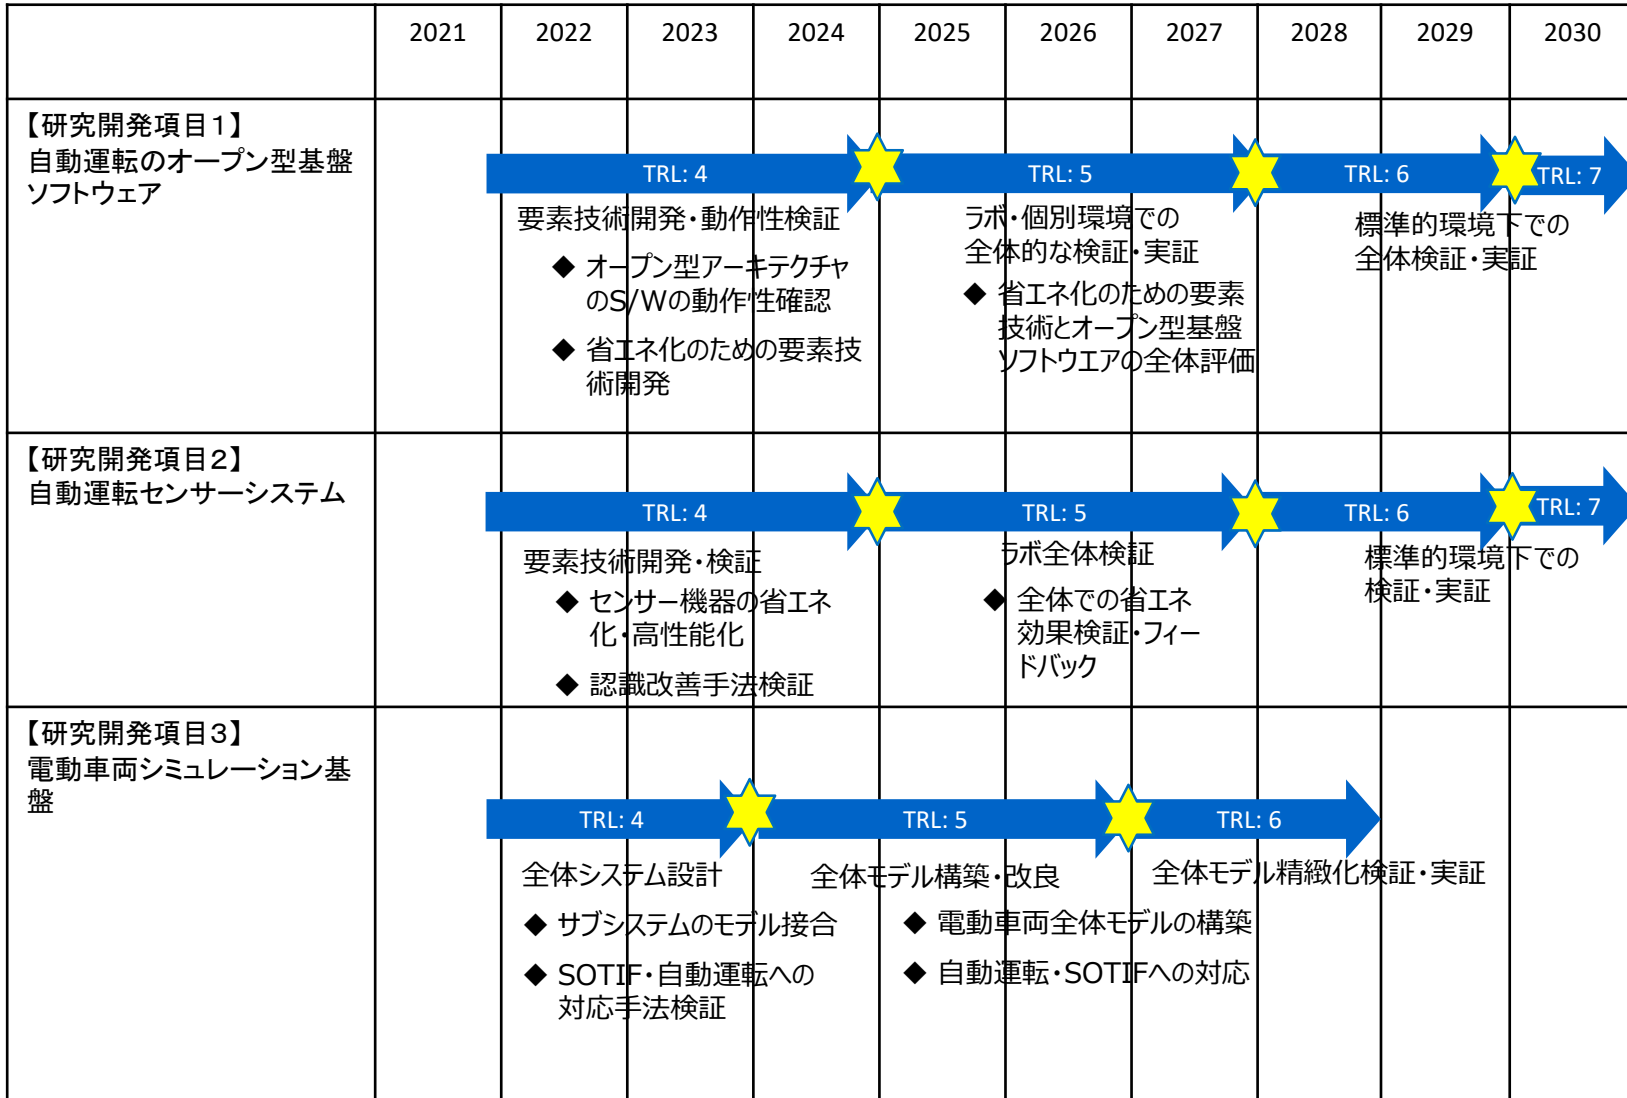 2021 2022 2023 2024 2025 2026 2027 2028 2029 2030
【研究開発項目1】
自動運転のオープン型基盤
ソフトウェア
TRL: 4
TRL: 5
TRL: 6
TRL: 7
要素技術開発・動作性検証
◆ オープン型アーキテクチャ
のS/Wの動作性確認
◆ 省エネ化のための要素技
術開発
ラボ・個別環境での
全体的な検証・実証
◆ 省エネ化のための要素
技術とオープン型基盤
ソフトウエアの全体評価
標準的環境下での
全体検証・実証
【研究開発項目2】
自動運転センサーシステム
TRL: 4
TRL: 5
TRL: 6
TRL: 7
要素技術開発・検証
◆ センサー機器の省エネ
化・高性能化
◆ 認識改善手法検証
ラボ全体検証
◆ 全体での省エネ
効果検証・フィー
ドバック
標準的環境下での
検証・実証
【研究開発項目3】
電動車両シミュレーション基
盤
TRL: 4
TRL: 5
TRL: 6
全体システム設計
◆ サブシステムのモデル接合
◆ SOTIF・自動運転への
対応手法検証
全体モデル構築・改良
◆ 電動車両全体モデルの構築
◆ 自動運転・SOTIFへの対応
全体モデル精緻化検証・実証